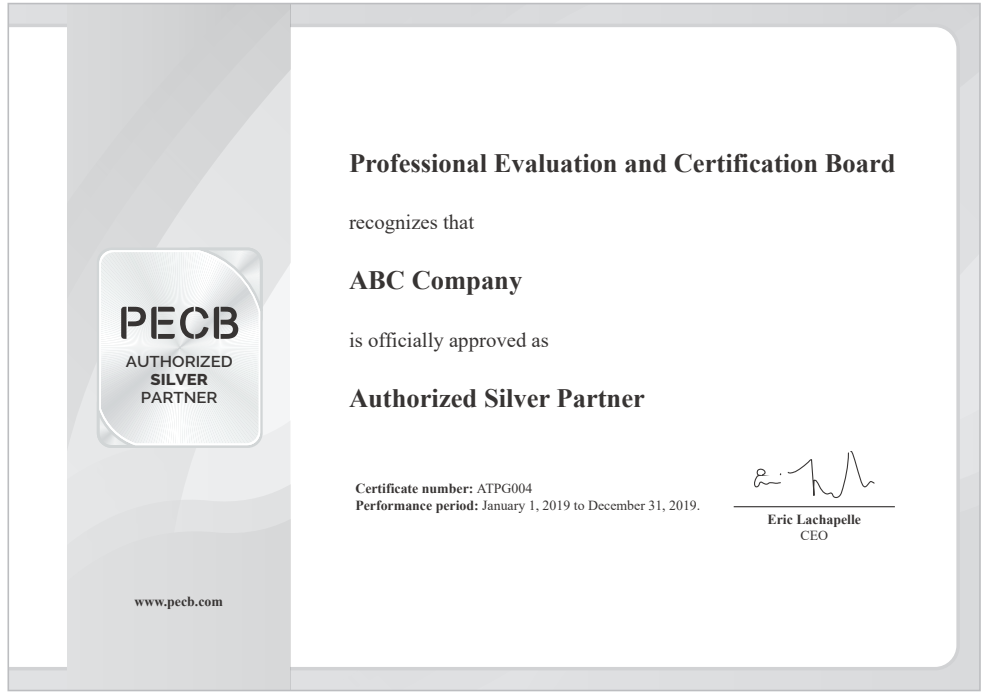 PECB
AUTHORIZED
SILVER
PARTNER
www.pecb.com
Professional Evaluation and Certification Board
recognizes that
ABC Company
is officially approved as
Authorized Silver Partner
Certificate number: ATPG004
Performance period: January 1, 2019 to December 31, 2019.
Eric Lachapelle
CEO